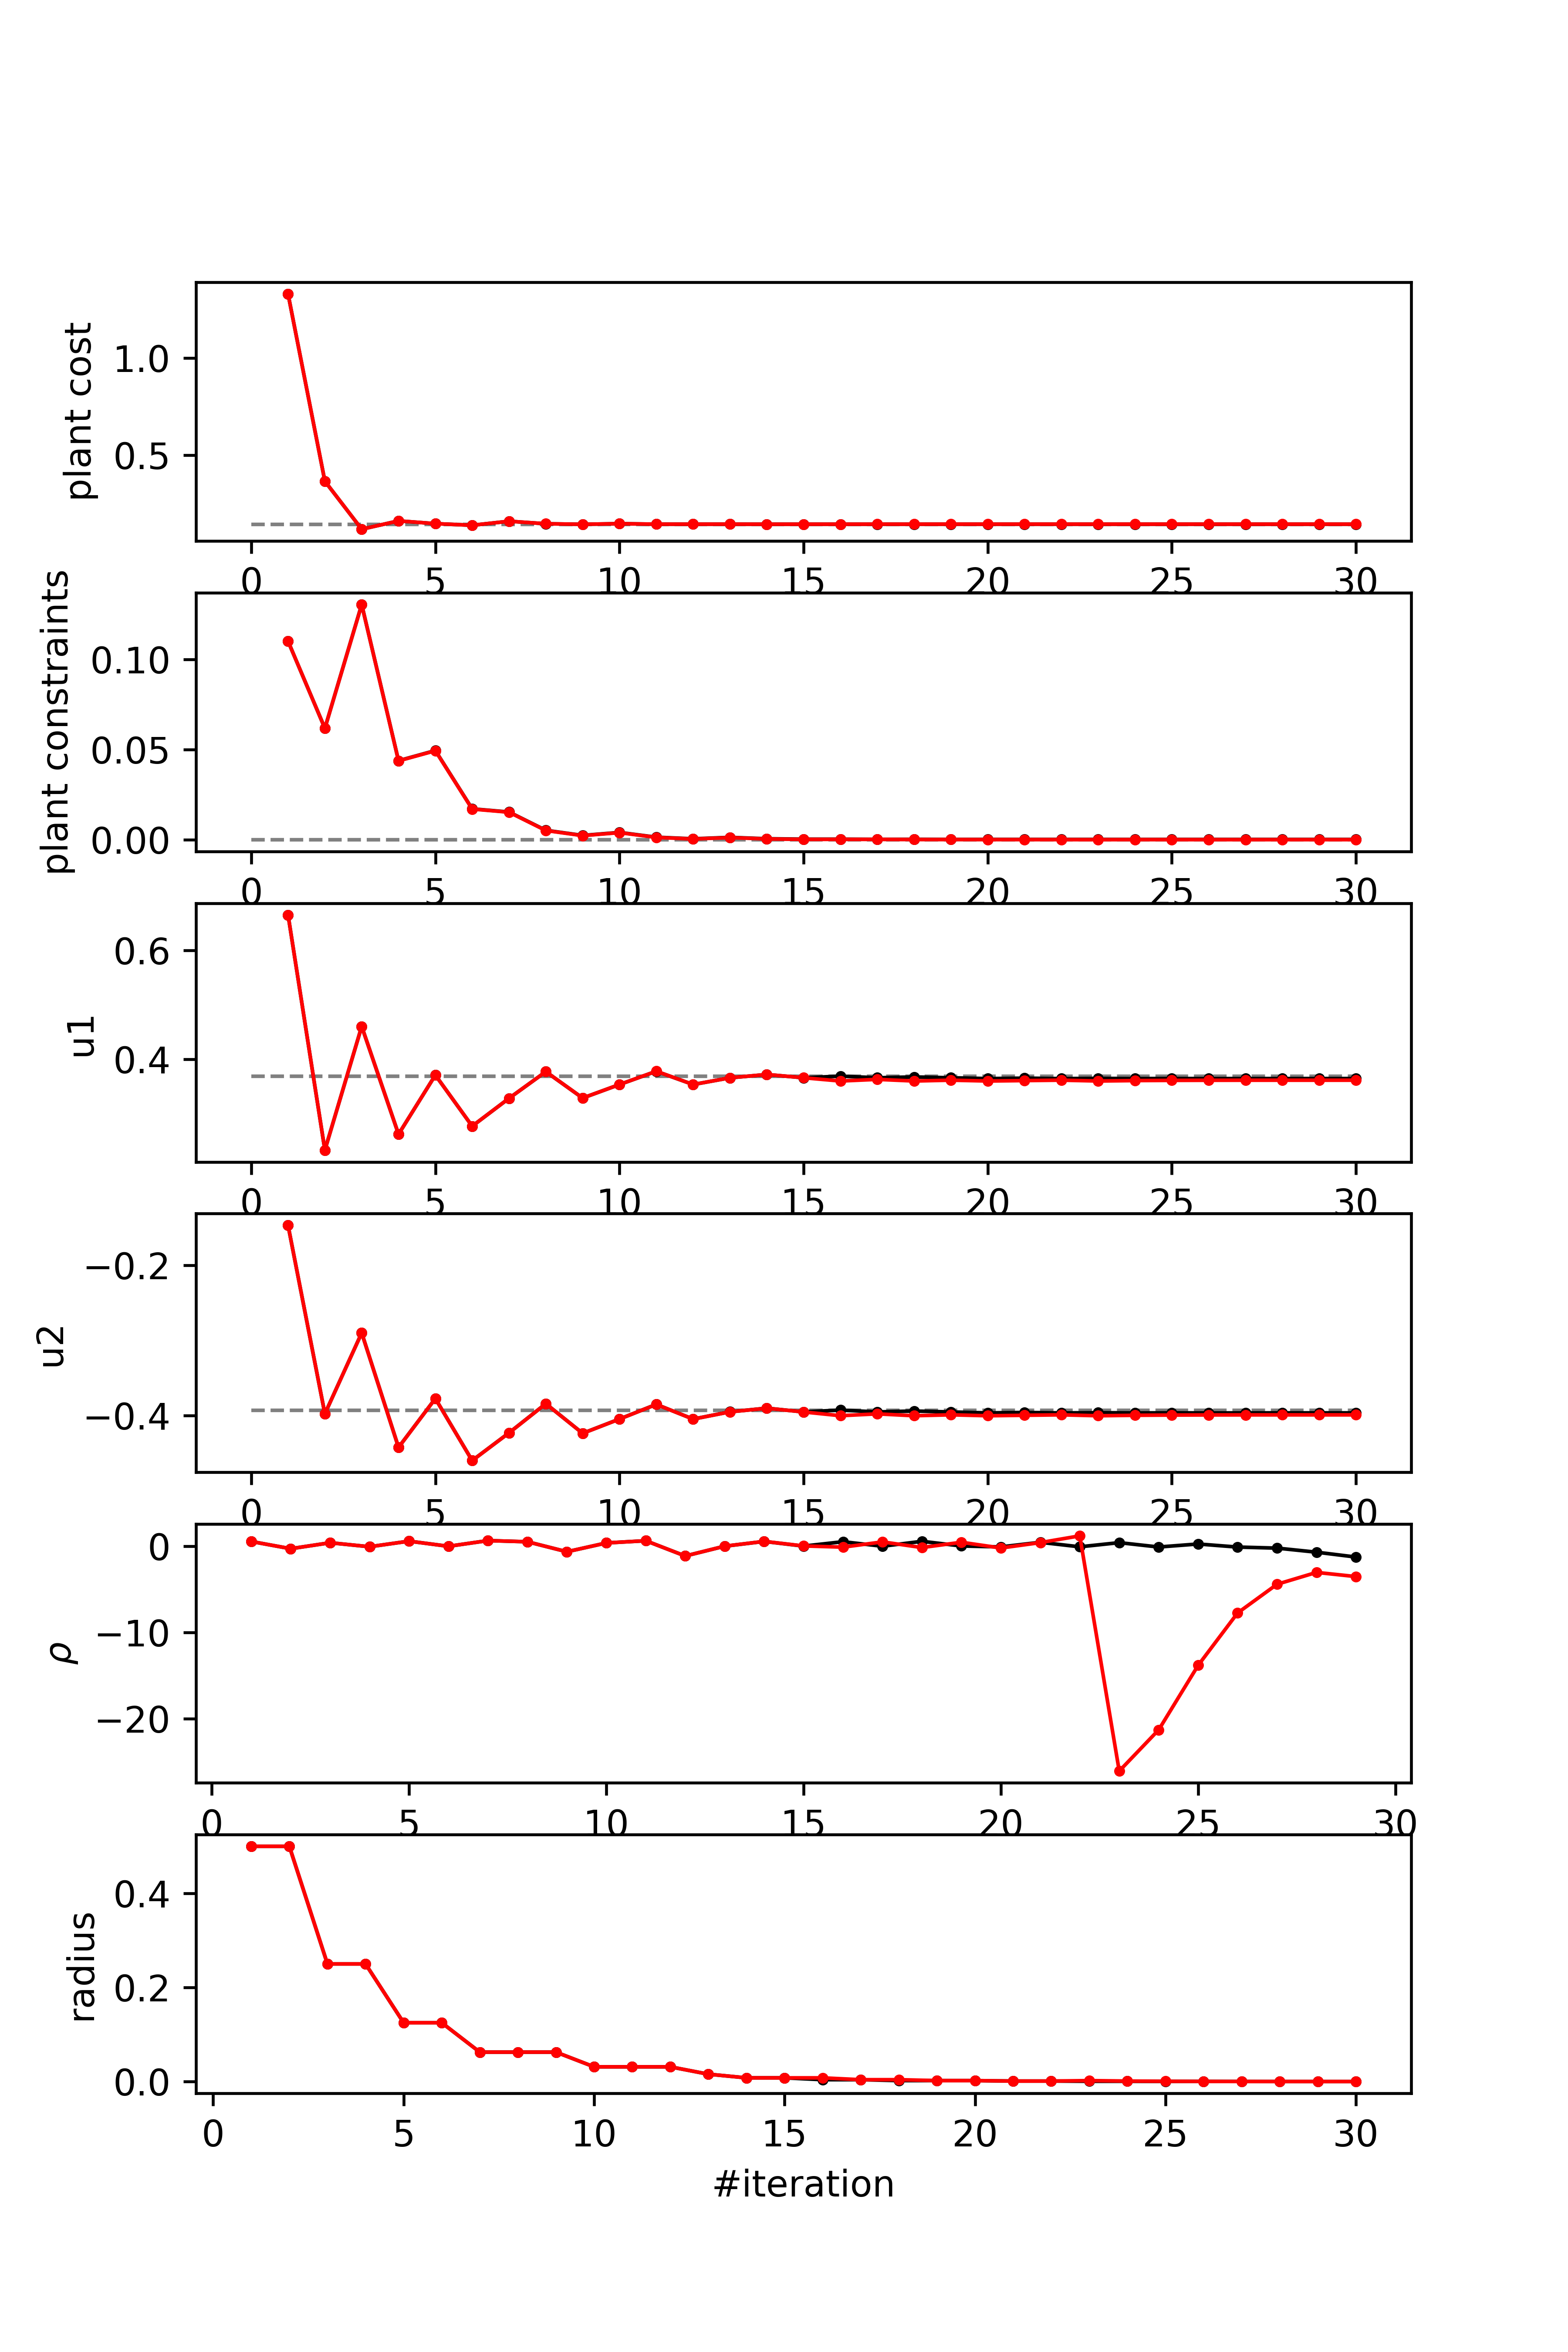 plant cost
1.0
0.5
0 5 10 15 20 25 30
plant constraints
0.10
0.05
0.00
0 5 10 15 20 25 30
u1
0.6
0.4
0 5 10 15 20 25 30
u2
−0.2
−0.4
0 5 10 15 20 25 30
ρ
0
−10
−20
0 5 10 15 20 25 30
radius
0.4
0.2
0.0
0 5 10 15 20 25 30
#iteration